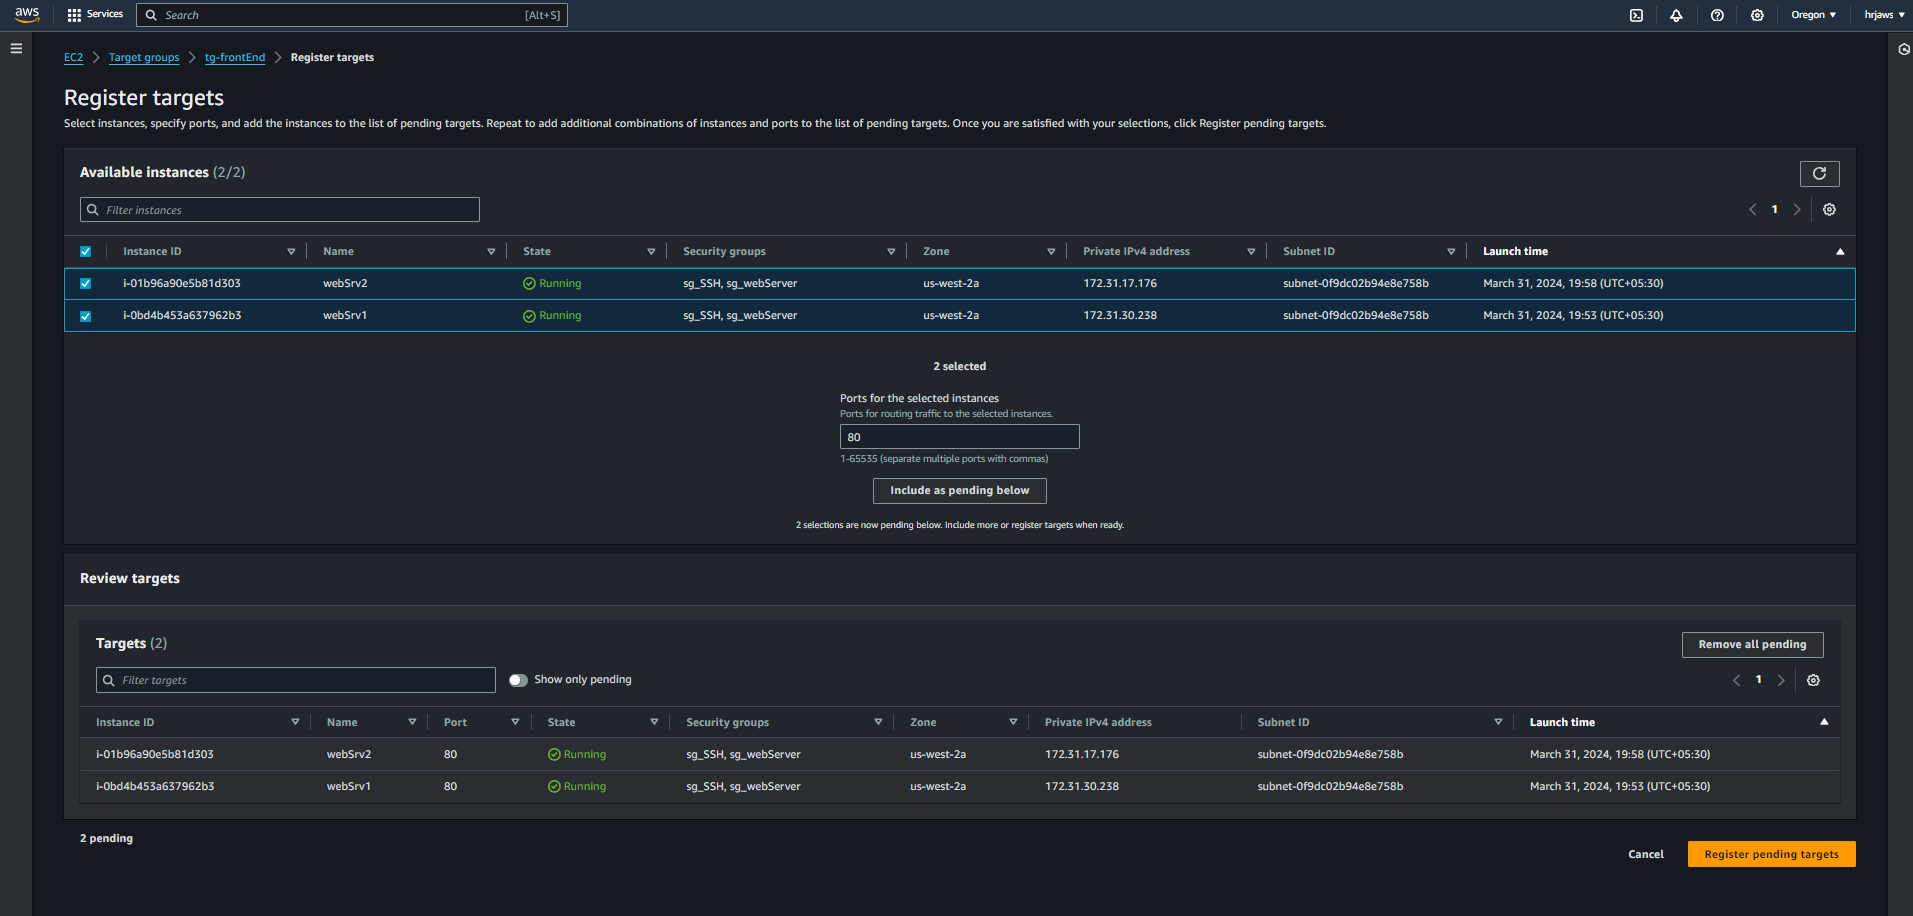 aws Services Search [Alt+S] Oregon hrjaws
EC2 Target groups tg-frontEnd Register targets
Register targets
Select instances, specify ports, and add the instances to the list of pending targets. Repeat to add additional combinations of instances and ports to the list of pending targets. Once you are satisfied with your selections, click Register pending targets.
Available instances (2/2)
Filter instances 1
Instance ID Name State Security groups Zone Private IPv4 address Subnet ID Launch time
i-01b96a90e5b81d303 webSrv2 Running sg_SSH, sg_webServer us-west-2a 172.31.17.176 subnet-0f9dc02b94e8e758b March 31, 2024, 19:58 (UTC+05:30)
i-0bd4b453a637962b3 webSrv1 Running sg_SSH, sg_webServer us-west-2a 172.31.30.238 subnet-0f9dc02b94e8e758b March 31, 2024, 19:53 (UTC+05:30)
2 selected
Ports for the selected instances
Ports for routing traffic to the selected instances.
80
1-65535 (separate multiple ports with commas)
Include as pending below
2 selections are now pending below. Include more or register targets when ready.
Review targets
Targets (2) Remove all pending
Filter targets Show only pending 1
Instance ID Name Port State Security groups Zone Private IPv4 address Subnet ID Launch time
i-01b96a90e5b81d303 webSrv2 80 Running sg_SSH, sg_webServer us-west-2a 172.31.17.176 subnet-0f9dc02b94e8e758b March 31, 2024, 19:58 (UTC+05:30)
i-0bd4b453a637962b3 webSrv1 80 Running sg_SSH, sg_webServer us-west-2a 172.31.30.238 subnet-0f9dc02b94e8e758b March 31, 2024, 19:53 (UTC+05:30)
2 pending
Cancel Register pending targets